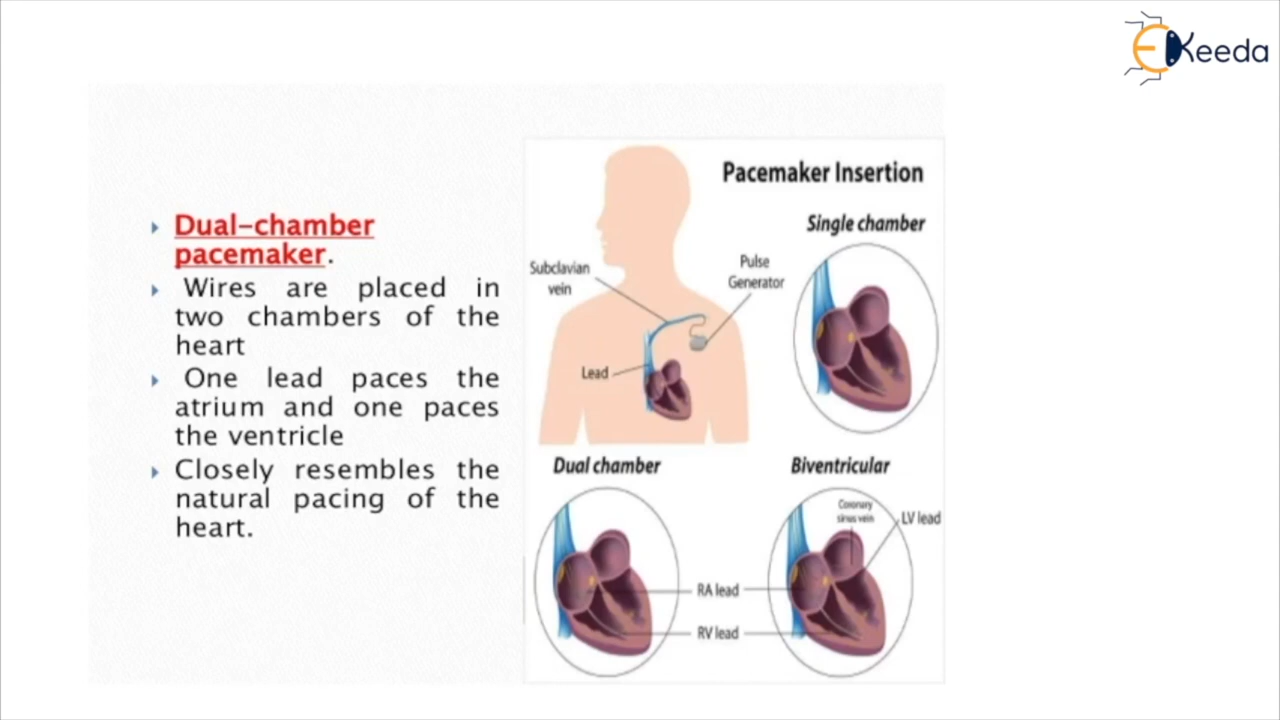 EKeeda
Dual-chamber
pacemaker.
Wires are placed in
two chambers of the
heart
One lead paces the
atrium and one paces
the ventricle
Closely resembles the
natural pacing of the
heart.
Pacemaker Insertion
Single chamber
Subclavian
vein
Pulse
Generator
Lead
Dual chamber
Biventricular
Coronary
sinus vein
LV lead
RA lead
RV lead